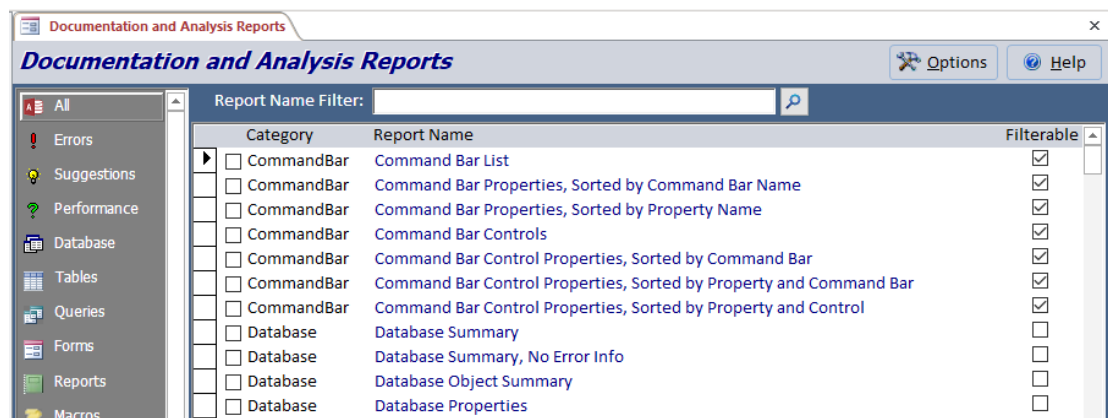 Documentation and Analysis Reports
Documentation and Analysis Reports
Options
Help
All
Errors
Suggestions
Performance
Database
Tables
Queries
Forms
Reports
Macros
Report Name Filter:
Category Report Name Filterable
CommandBar Command Bar List
CommandBar Command Bar Properties, Sorted by Command Bar Name
CommandBar Command Bar Properties, Sorted by Property Name
CommandBar Command Bar Controls
CommandBar Command Bar Control Properties, Sorted by Command Bar
CommandBar Command Bar Control Properties, Sorted by Property and Command Bar
CommandBar Command Bar Control Properties, Sorted by Property and Control
Database Database Summary
Database Database Summary, No Error Info
Database Database Object Summary
Database Database Properties